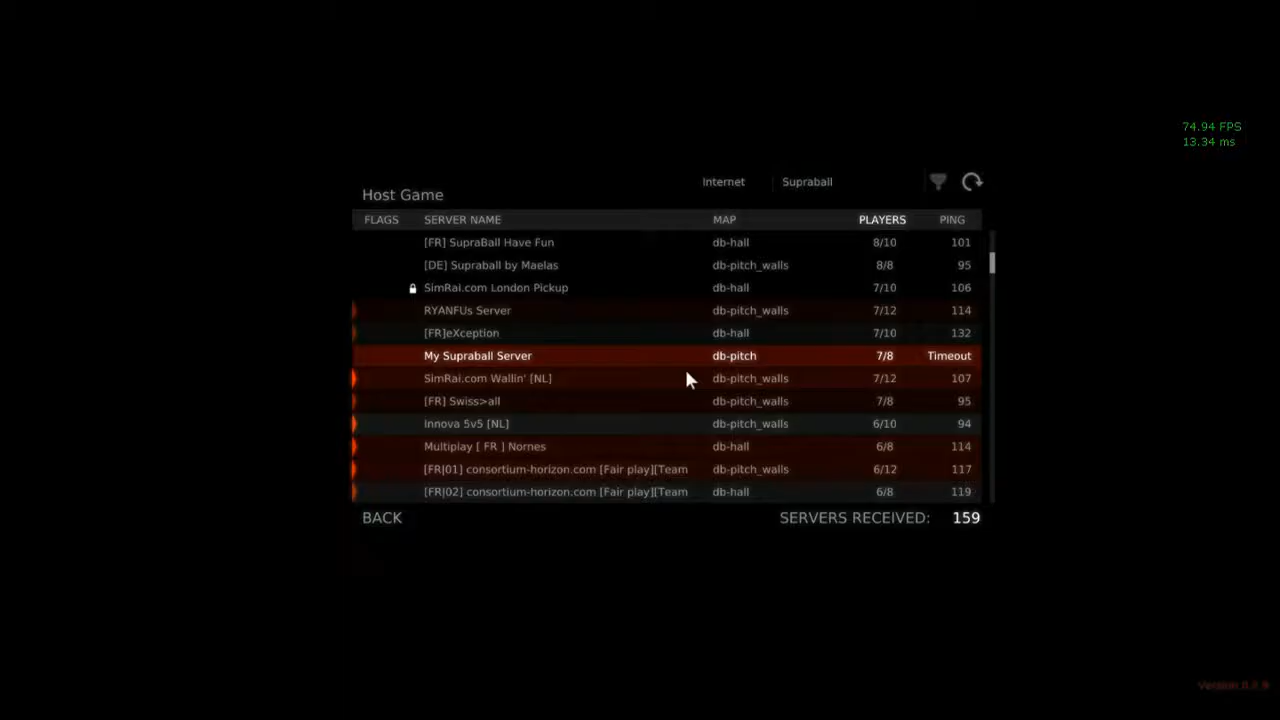 74.94 FPS
13.34 ms
Internet Supraball
Host Game
FLAGS SERVER NAME MAP PLAYERS PING
[FR] SupraBall Have Fun db-hall 8/10 101
[DE] Supraball by Maelas db-pitch_walls 8/8 95
SimRai.com London Pickup db-hall 7/10 106
RYANFUs Server db-pitch_walls 7/12 114
[FR]eXception db-hall 7/10 132
My Supraball Server db-pitch 7/8 Timeout
SimRai.com Wallin' [NL] db-pitch_walls 7/12 107
[FR] Swiss>all db-pitch_walls 7/8 95
Innova 5v5 [NL] db-pitch_walls 6/10 94
Multiplay [ FR ] Nornes db-hall 6/8 114
[FR|01] consortium-horizon.com [Fair play][Team db-pitch_walls 6/12 117
[FR|02] consortium-horizon.com [Fair play][Team db-hall 6/8 119
BACK SERVERS RECEIVED: 159
Version